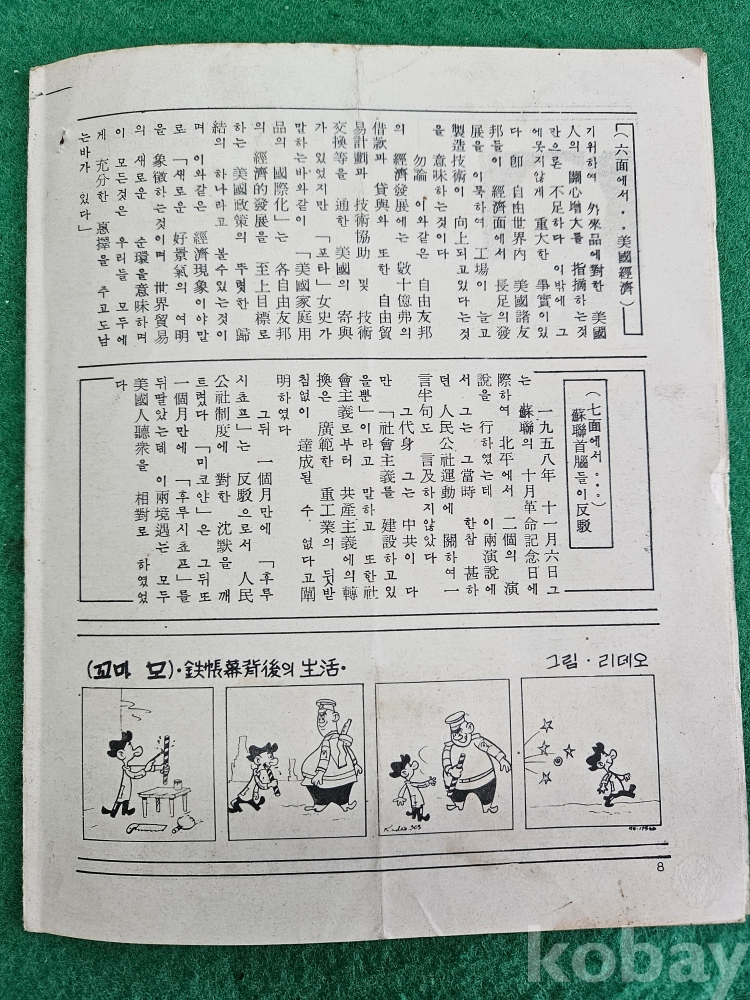 (六面에서‥美國經濟)
기위하여 外來品에對한 美國
人의 關心增大를 指摘하는것
만으론 不足하다 이밖에 그
에못지않게 重大한 事實이있
다 卽 自由世界內 美國諸友
邦들이 經濟面에서 長足의發
展을 이룩하여 工場이 늘고
製造技術이 向上되고있다는것
을 意味하는것이다
勿論 이와같은 自由友邦
의 經濟發展에는 數十億弗의
借款과 貸與와 또한 自由貿
易計劃과 技術協助 및 技術
交換等을 通한 美國의 寄與
가 있었지만 「포타」女史가
말하는바와같이 「美國家庭用
品의 國際化」는 各自由友邦
의 經濟的發展을 至上目標로
하는 美國政策의 뚜렷한 歸
結의 하나라고 볼수있는것이
며 이와같은 經濟現象이야말
로 「새로운 好景氣의 여명
을 象徵하는것이며 世界貿易
의 새로운 순環을意味하며
이 모든것은 우리들 모두에
게 充分한 惠擇을 주고도남
는바가 있다」
(七面에서・・・)
蘇聯首腦들이反駁
一九五八年 十一月六日그
는 蘇聯의 十月革命記念日에
際하여 北平에서 二個의 演
說을 行하였는데 이兩演說에
서 그는 그當時 한참 甚하
던 人民公社運動에 關하여一
言半句도 言及하지않았다
그代身 그는 中共이 다
만 「社會主義를 建設하고있
을뿐」이라고 말하고 또한社
會主義로부터 共產主義에의轉
換은 廣範한 重工業의 뒷받
침없이 達成될 수 없다고闡
明하였다
그뒤 一個月만에 「후루
시쵸프」는 反駁으로서 人民
公社制度에 對한 沈默을 깨
트렸다 「미코얀」은 그뒤또
一個月만에 「후루시쵸프」를
뒤딸았는데 이兩境遇는 모두
美國人聽衆을 相對로 하였었
다
(꼬마 모)・鉄帳幕背後의 生活・
그림・리데오
8
kobay